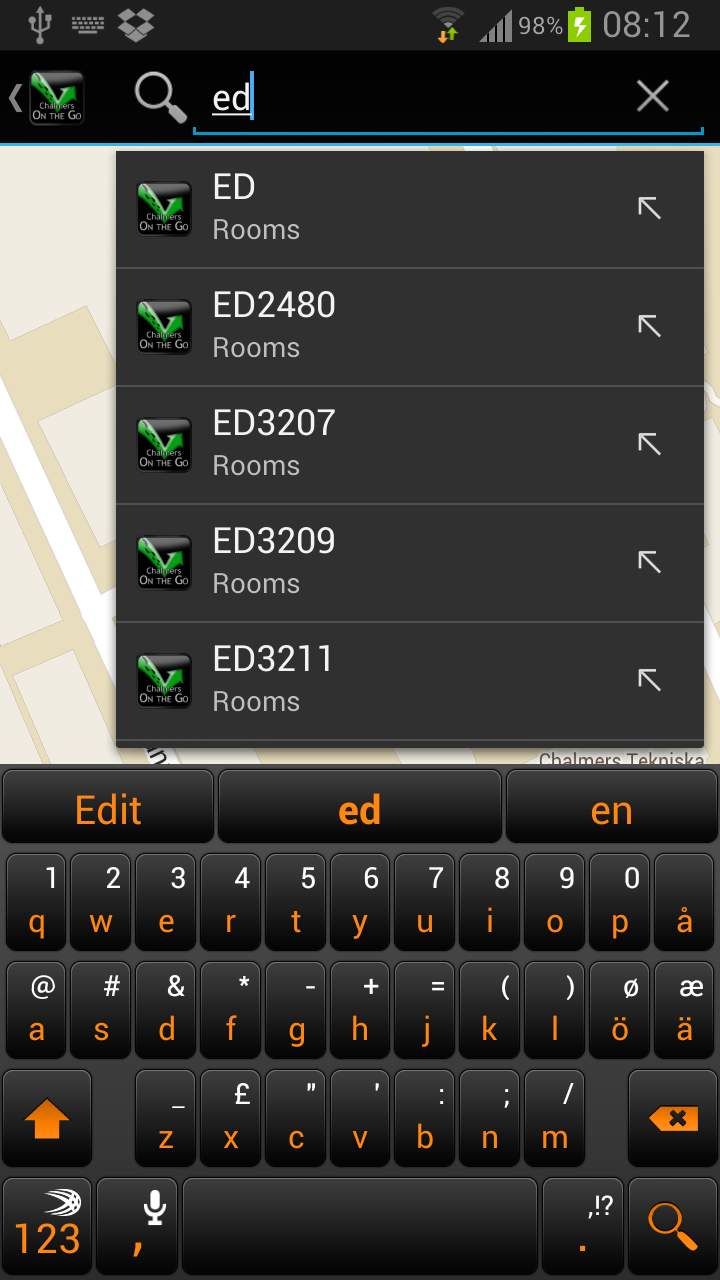 98% 08:12
Chalmers
ON THE GO
ed
Chalmers
ON THE GO
ED
Rooms
Chalmers
ON THE GO
ED2480
Rooms
Chalmers
ON THE GO
ED3207
Rooms
Chalmers
ON THE GO
ED3209
Rooms
Chalmers
ON THE GO
ED3211
Rooms
Chalmers Tekniska
Edit ed en
1 2 3 4 5 6 7 8 9 0
q w e r t y u i o p å
@ # & * - + = ( ) ø æ
a s d f g h j k l ö ä
_ £ " ' : ; /
z x c v b n m
123 , ,!? .